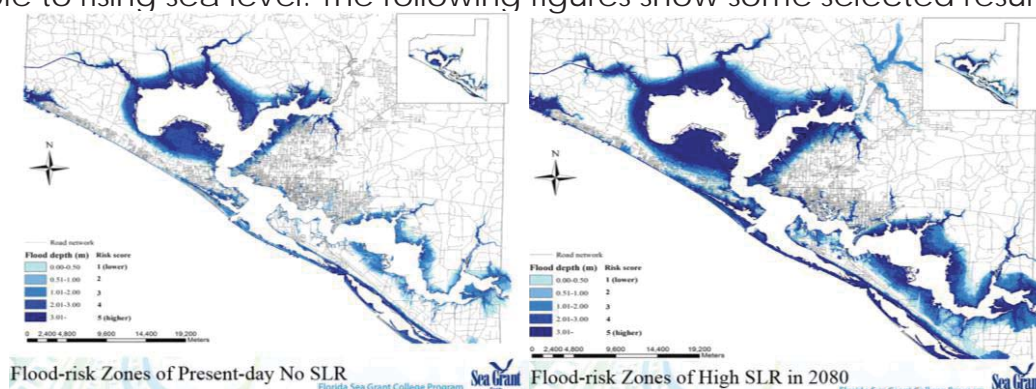 ble to rising sea level. The following figures show some selected resul
N
Road network
Flood depth (m) Risk score
0.00-0.50 1 (lower)
0.51-1.00 2
1.01-2.00 3
2.01-3.00 4
3.01- 5 (higher)
0 2,400 4,800 9,600 14,400 19,200
Meters
Flood-risk Zones of Present-day No SLR
Florida Sea Grant College Program
Sea Grant
N
Road network
Flood depth (m) Risk score
0.00-0.50 1 (lower)
0.51-1.00 2
1.01-2.00 3
2.01-3.00 4
3.01- 5 (higher)
0 2,400 4,800 9,600 14,400 19,200
Meters
Flood-risk Zones of High SLR in 2080
Sea Grant